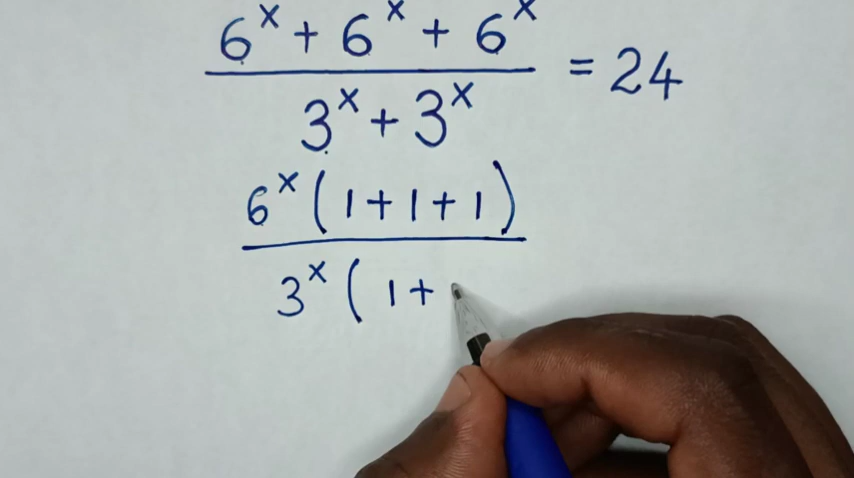 6^x + 6^x + 6^x
3^x + 3^x
= 24
6^x (1 + 1 + 1)
3^x ( 1 +